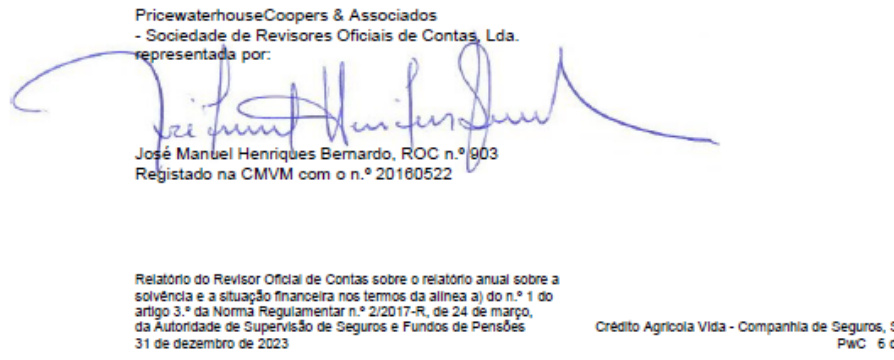 PricewaterhouseCoopers & Associados
- Sociedade de Revisores Oficiais de Contas, Lda.
representada por:
José Manuel Henriques Bernardo, ROC n.º 903
Registado na CMVM com o n.º 20160522
Relatório do Revisor Oficial de Contas sobre o relatório anual sobre a
solvência e a situação financeira nos termos da alínea a) do n.º 1 do
artigo 3.º da Norma Regulamentar n.º 2/2017-R, de 24 de março,
da Autoridade de Supervisão de Seguros e Fundos de Pensões
31 de dezembro de 2023
Crédito Agrícola Vida - Companhia de Seguros, S
PwC 6 d